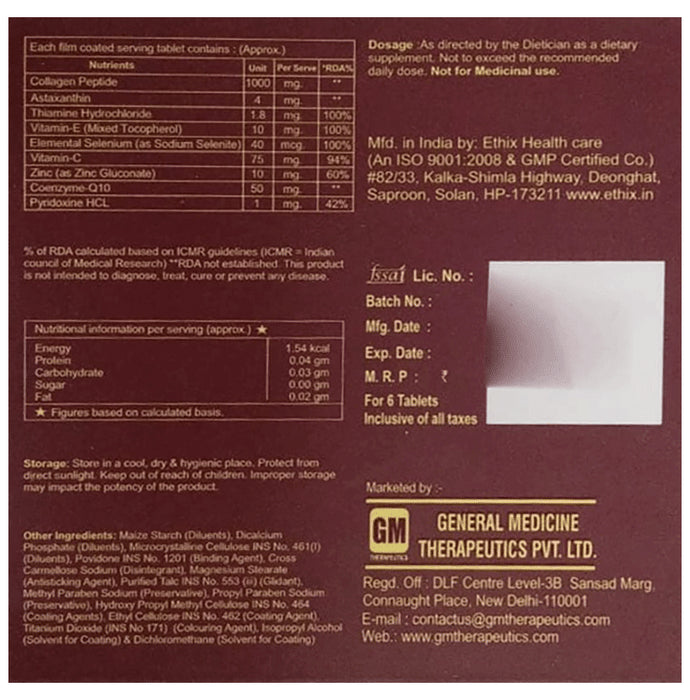 Each film coated serving tablet contains : (Approx.)
Nutrients Unit Per Serve *RDA%
Collagen Peptide 1000 mg. **
Astaxanthin 4 mg. **
Thiamine Hydrochloride 1.8 mg. 100%
Vitamin-E (Mixed Tocopherol) 10 mg. 100%
Elemental Selenium (as Sodium Selenite) 40 mcg. 100%
Vitamin-C 75 mg. 94%
Zinc (as Zinc Gluconate) 10 mg. 60%
Coenzyme-Q10 50 mg. **
Pyridoxine HCL 1 mg. 42%
% of RDA calculated based on ICMR guidelines (ICMR = Indian
council of Medical Research) **RDA not established. This product
is not intended to diagnose, treat, cure or prevent any disease.
Nutritional information per serving (approx.) ★
Energy 1.54 kcal
Protein 0.04 gm
Carbohydrate 0.03 gm
Sugar 0.00 gm
Fat 0.02 gm
★ Figures based on calculated basis.
Storage: Store in a cool, dry & hygienic place. Protect from
direct sunlight. Keep out of reach of children. Improper storage
may impact the potency of the product.
Other Ingredients: Maize Starch (Diluents), Dicalcium
Phosphate (Diluents), Microcrystalline Cellulose INS No. 461(I)
(Diluents), Povidone INS No. 1201 (Binding Agent), Cross
Carmellose Sodium (Disintegrant), Magnesium Stearate
(Antisticking Agent), Purified Talc INS No. 553 (iii) (Glidant),
Methyl Paraben Sodium (Preservative), Propyl Paraben Sodium
(Preservative), Hydroxy Propyl Methyl Cellulose INS No. 464
(Coating Agents), Ethyl Cellulose INS No. 462 (Coating Agent),
Titanium Dioxide (INS No 171) (Colouring Agent), Isopropyl Alcohol
(Solvent for Coating) & Dichloromethane (Solvent for Coating)
Dosage :As directed by the Dietician as a dietary
supplement. Not to exceed the recommended
daily dose. Not for Medicinal use.
Mfd. in India by: Ethix Health care
(An ISO 9001:2008 & GMP Certified Co.)
#82/33, Kalka-Shimla Highway, Deonghat,
Saproon, Solan, HP-173211 www.ethix.in
fssai Lic. No. :
Batch No. :
Mfg. Date :
Exp. Date :
M. R. P : ₹
For 6 Tablets
Inclusive of all taxes
Marketed by :-
GM
THERAPEUTICS
GENERAL MEDICINE
THERAPEUTICS PVT. LTD.
Regd. Off : DLF Centre Level-3B Sansad Marg,
Connaught Place, New Delhi-110001
E-mail : contactus@gmtherapeutics.com
Web.: www.gmtherapeutics.com